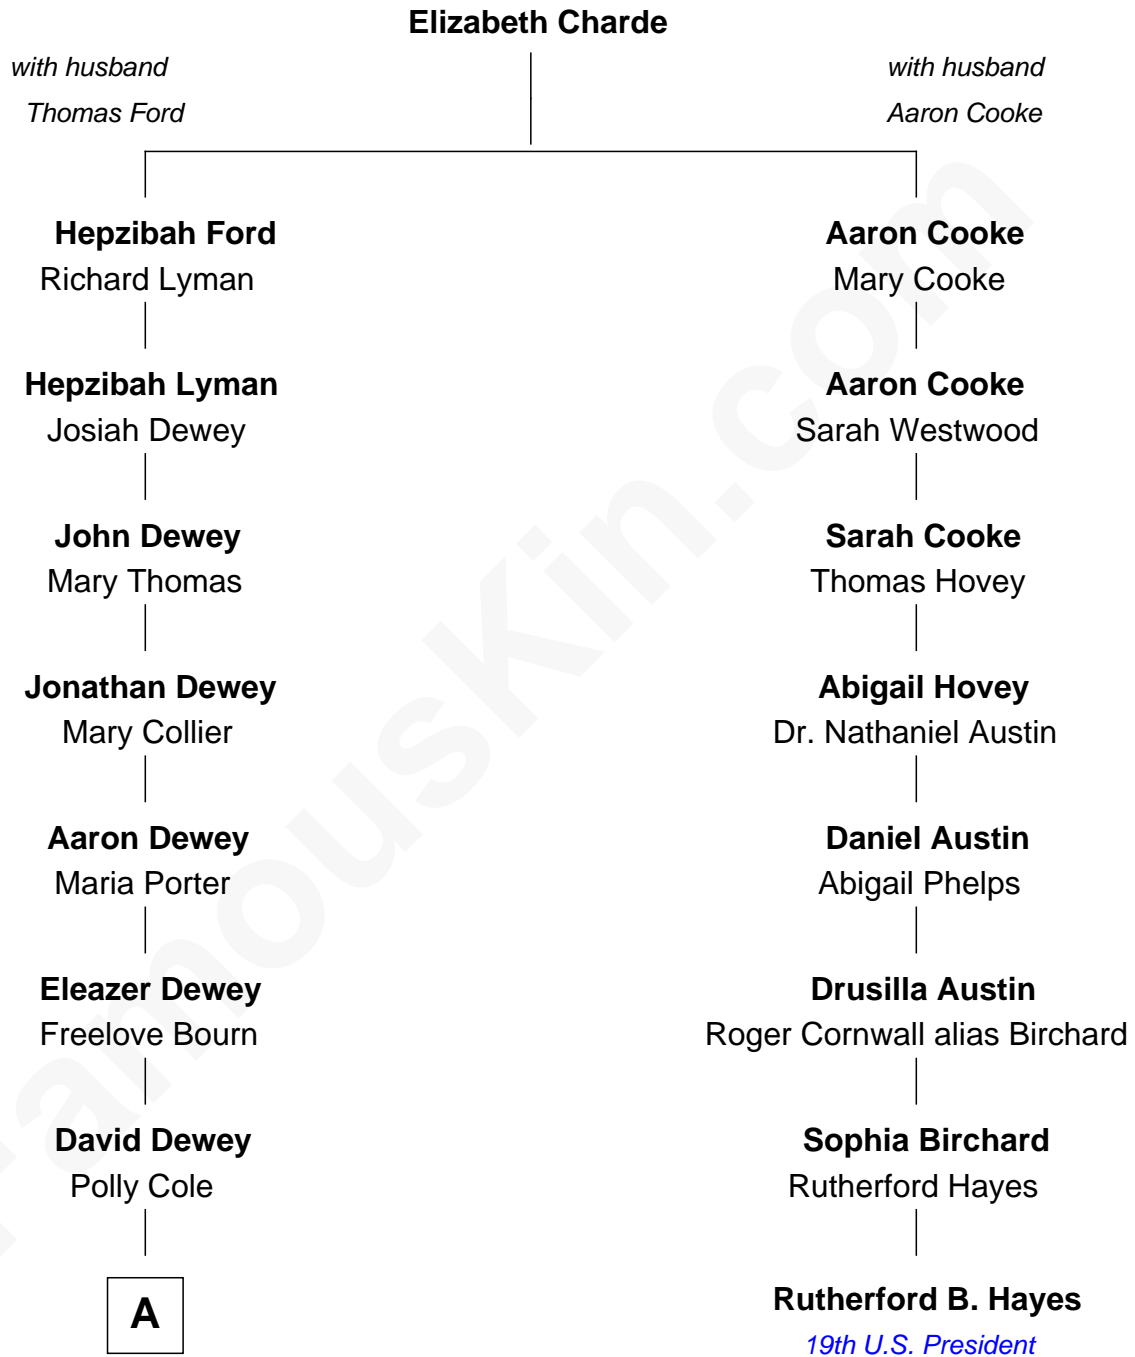 Elizabeth Charde
with husband
Thomas Ford
with husband
Aaron Cooke
Hepzibah Ford
Richard Lyman
Aaron Cooke
Mary Cooke
Hepzibah Lyman
Josiah Dewey
Aaron Cooke
Sarah Westwood
John Dewey
Mary Thomas
Sarah Cooke
Thomas Hovey
Jonathan Dewey
Mary Collier
Abigail Hovey
Dr. Nathaniel Austin
Aaron Dewey
Maria Porter
Daniel Austin
Abigail Phelps
Eleazer Dewey
Freelove Bourn
Drusilla Austin
Roger Cornwall alias Birchard
David Dewey
Polly Cole
Sophia Birchard
Rutherford Hayes
A
Rutherford B. Hayes
19th U.S. President
FamousKin.com